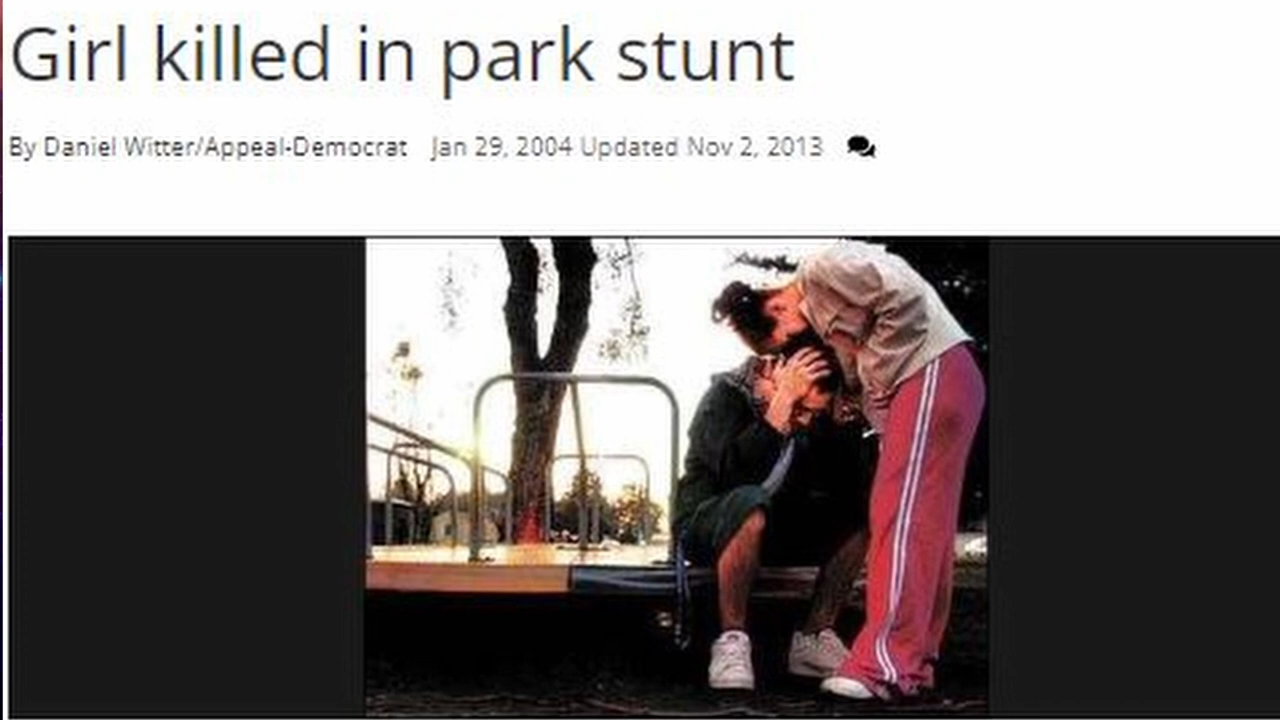 Girl killed in park stunt
By Daniel Witter/Appeal-Democrat Jan 29, 2004 Updated Nov 2, 2013